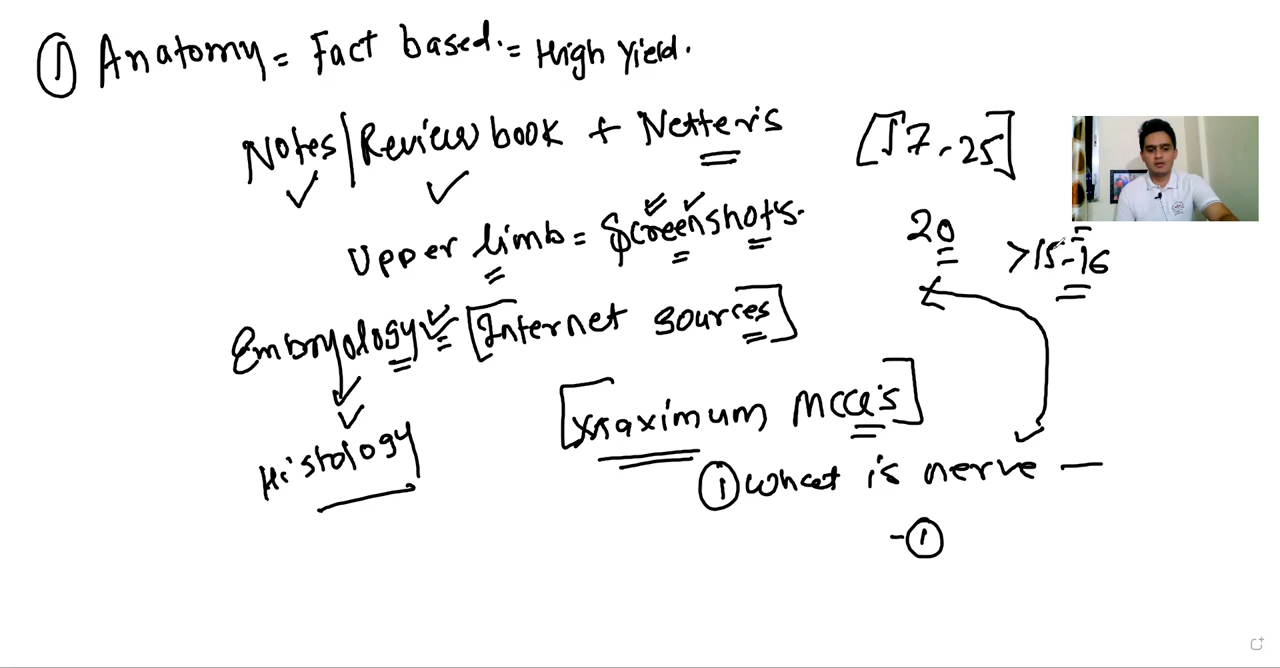 ① Anatomy = Fact based. = High Yield.
Notes/Review book + Netter's [17-25]
Upper limb = Screenshots. 20 >15-16
Embryology [Internet sources]
[Maximum MCQ's]
Histology
① What is nerve —
-①